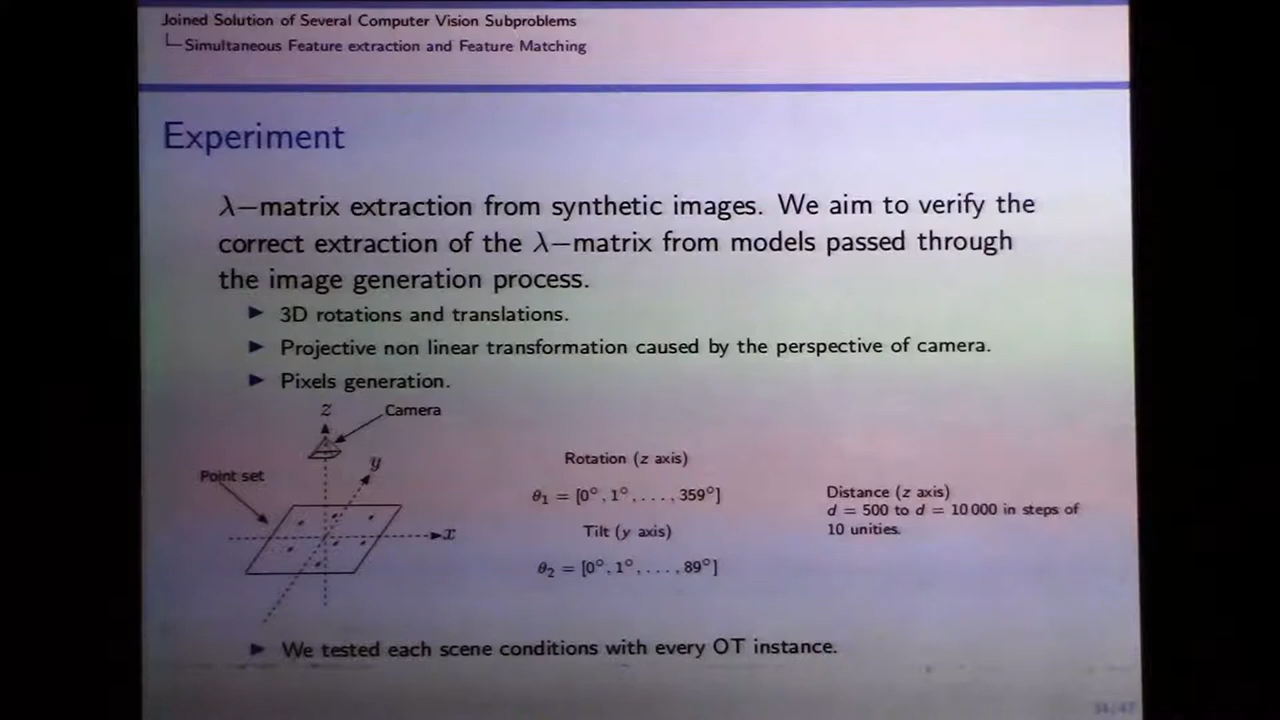 Joined Solution of Several Computer Vision Subproblems
Simultaneous Feature extraction and Feature Matching
Experiment
λ−matrix extraction from synthetic images. We aim to verify the
correct extraction of the λ−matrix from models passed through
the image generation process.
3D rotations and translations.
Projective non linear transformation caused by the perspective of camera.
Pixels generation.
z
Camera
y
Point set
x
Rotation (z axis)
θ₁ = [0°, 1°, . . . , 359°]
Tilt (y axis)
θ₂ = [0°, 1°, . . . , 89°]
Distance (z axis)
d = 500 to d = 10 000 in steps of
10 unities.
We tested each scene conditions with every OT instance.